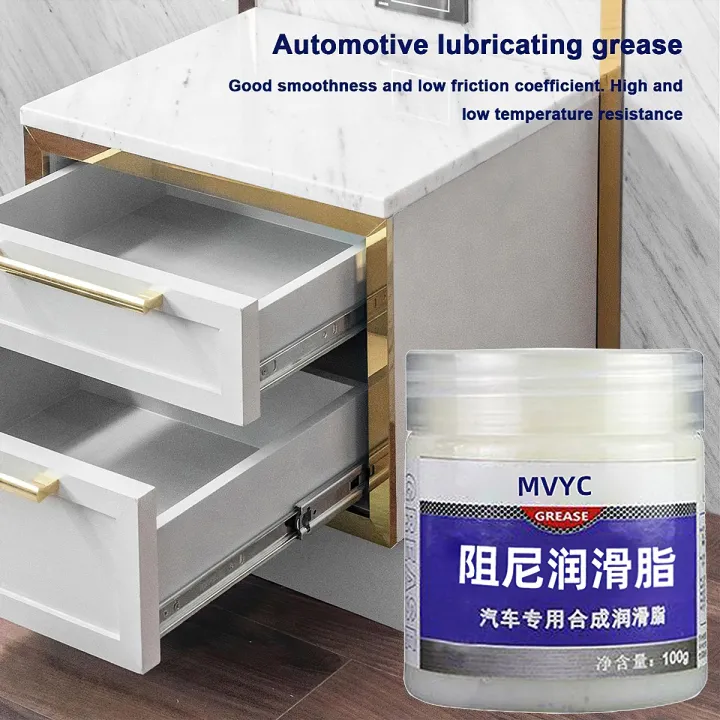 Automotive lubricating grease
Good smoothness and low friction coefficient. High and
low temperature resistance
MVYC
GREASE
阻尼润滑脂
汽车专用合成润滑脂
净含量：100g
GREASE